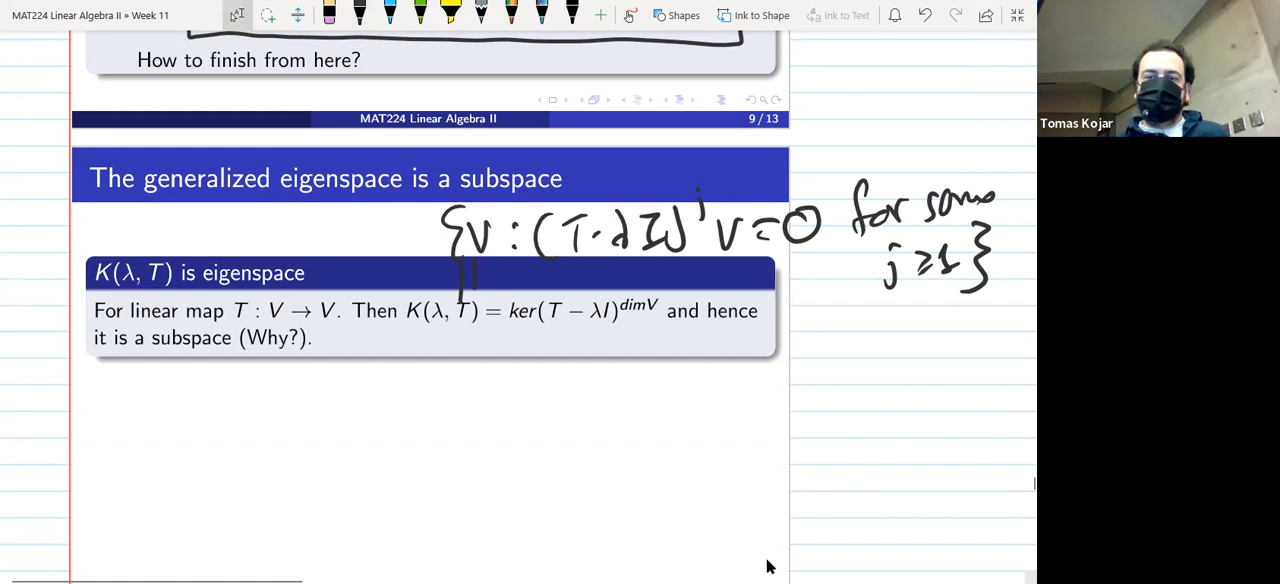 MAT224 Linear Algebra II » Week 11
Shapes
Ink to Shape
Ink to Text
How to finish from here?
Tomas Kojar
MAT224 Linear Algebra II
9 / 13
The generalized eigenspace is a subspace
{v : (T - λI)^j v = 0 for some
j ≥ 1}
K(λ, T) is eigenspace
For linear map T : V → V. Then K(λ, T) = ker(T − λI)^dimV and hence
it is a subspace (Why?).